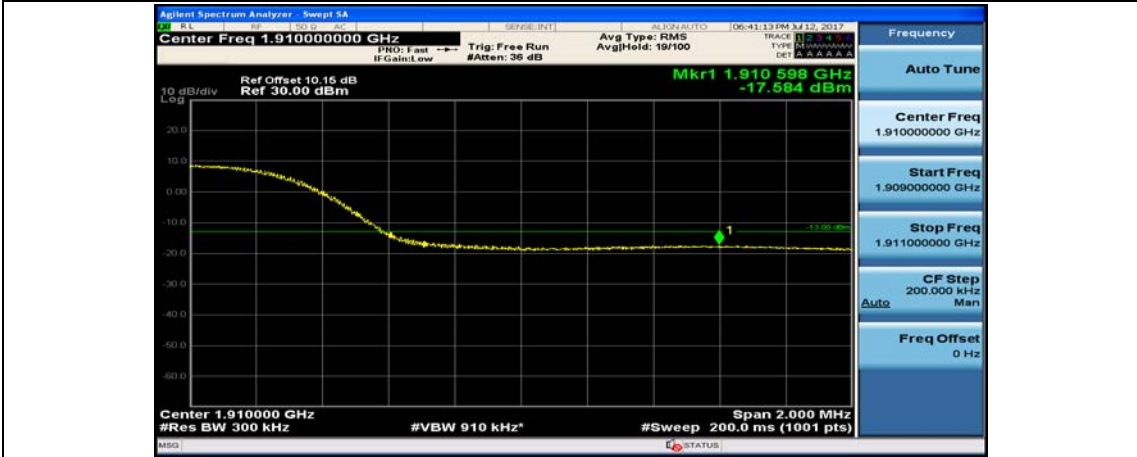 Agilent Spectrum Analyzer - Swept SA
RL RF 50 Ω AC SENSE:INT ALIGN AUTO 06:41:13 PM Jul 12, 2017
Center Freq 1.910000000 GHz
PNO: Fast
IFGain:Low
Trig: Free Run
#Atten: 36 dB
Avg Type: RMS
Avg|Hold: 19/100
TRACE 1 2 3 4 5 6
TYPE M
DET A A A A A A
Ref Offset 10.15 dB
Ref 30.00 dBm
10 dB/div
Log
Mkr1 1.910 598 GHz
-17.584 dBm
20.0
10.0
0.00
-10.0
-20.0
-30.0
-40.0
-50.0
-60.0
-13.00 dBm
1
Center 1.910000 GHz
Span 2.000 MHz
#Res BW 300 kHz
#VBW 910 kHz*
#Sweep 200.0 ms (1001 pts)
MSG
STATUS
Frequency
Auto Tune
Center Freq
1.910000000 GHz
Start Freq
1.909000000 GHz
Stop Freq
1.911000000 GHz
CF Step
200.000 kHz
Auto Man
Freq Offset
0 Hz